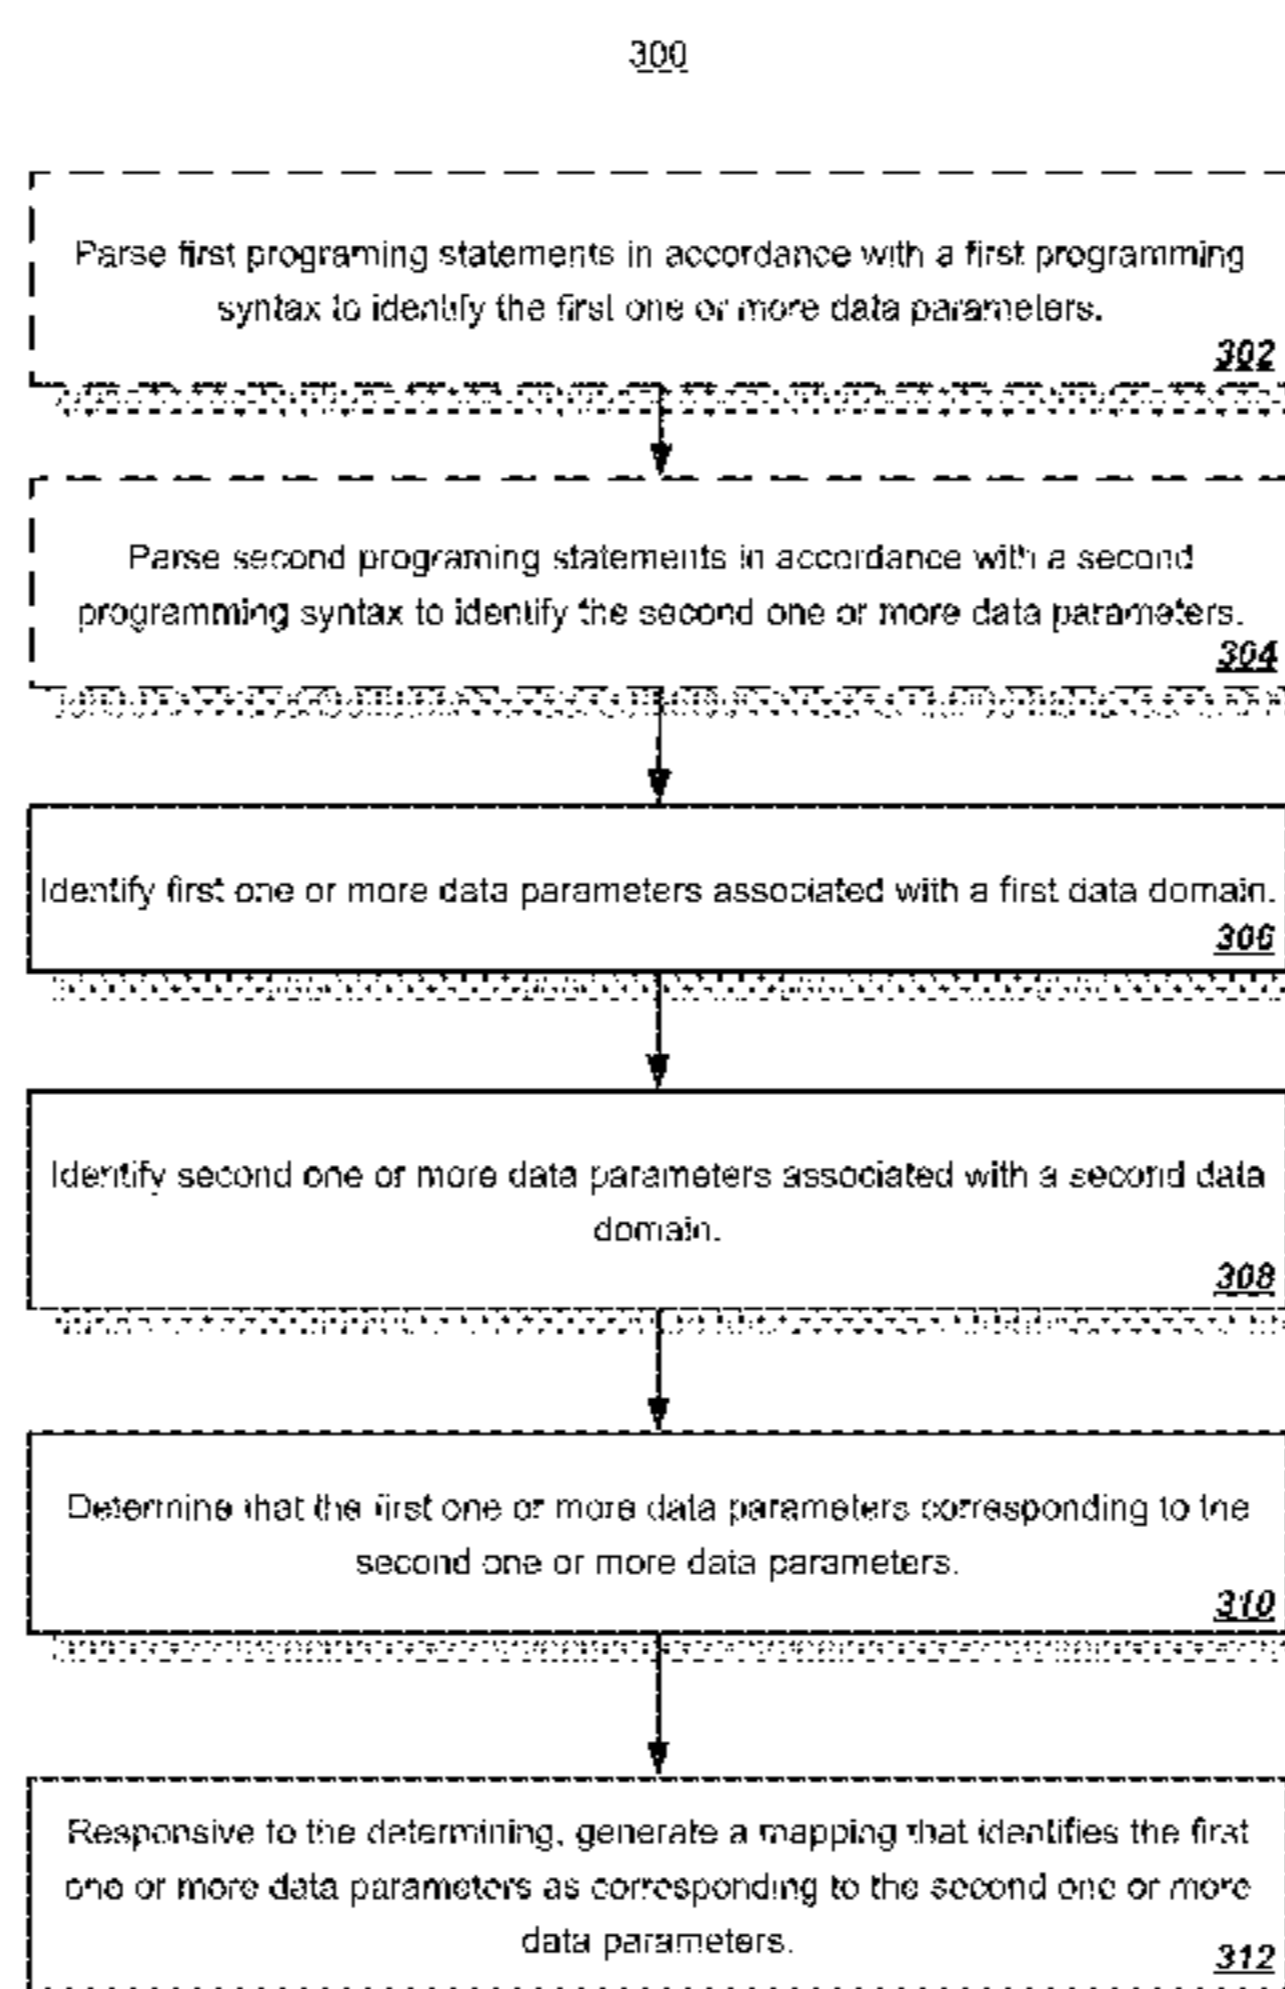 300
Parse first programing statements in accordance with a first programming
syntax to identify the first one or more data parameters.
302
Parse second programing statements in accordance with a second
programming syntax to identify the second one or more data parameters.
304
Identify first one or more data parameters associated with a first data domain.
306
Identify second one or more data parameters associated with a second data
domain.
308
Determine that the first one or more data parameters corresponding to the
second one or more data parameters.
310
Responsive to the determining, generate a mapping that identifies the first
one or more data parameters as corresponding to the second one or more
data parameters.
312